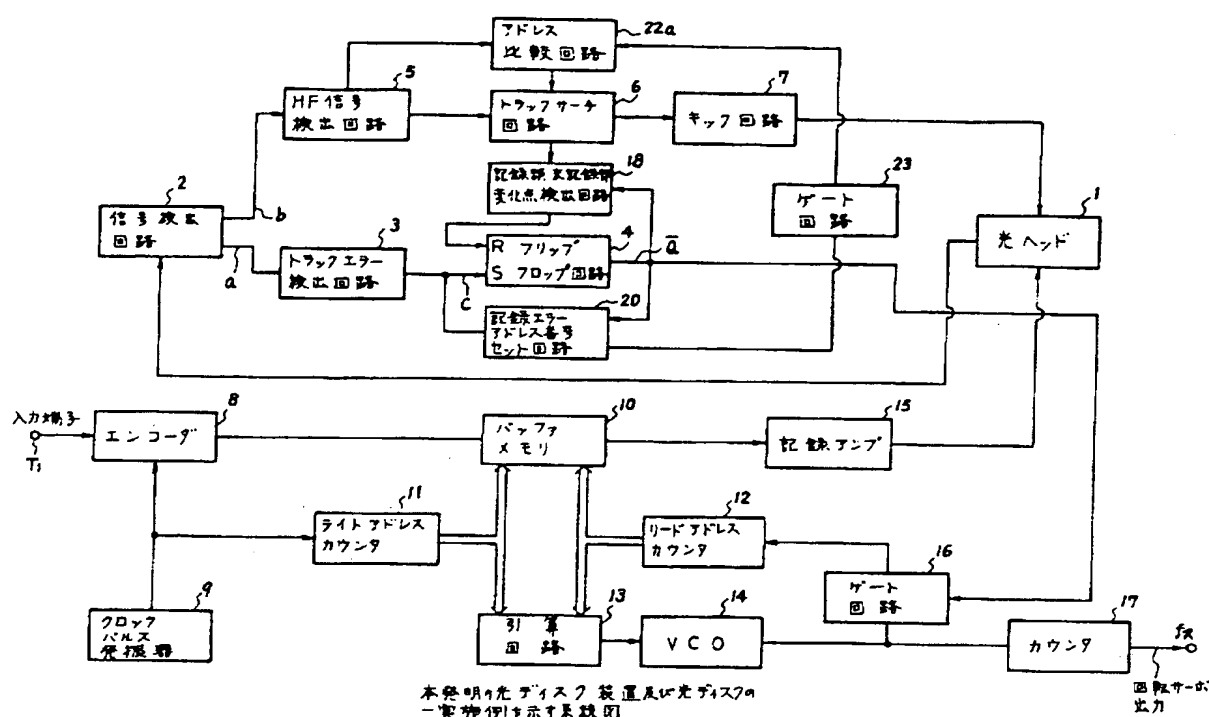 アドレス
比較回路
22a
HF信号
検出回路
5
トラックサーチ
回路
6
キック回路
7
記録部未記録部
変化点検出回路
18
ゲート
回路
23
信号検出
回路
2
b
a
トラックエラー
検出回路
3
R フリップ
S フロップ回路
4
Q̅
C
光ヘッド
1
記録エラー
アドレス番号
セット回路
20
入力端子
T₁
エンコーダ
8
バッファ
メモリ
10
記録アンプ
15
ライトアドレス
カウンタ
11
リードアドレス
カウンタ
12
ゲート
回路
16
クロック
パルス
発振器
9
引算
回路
13
VCO
14
カウンタ
17
fR
回転サーボ
出力
本発明の光ディスク装置及び光ディスクの
一実施例を示す系統図